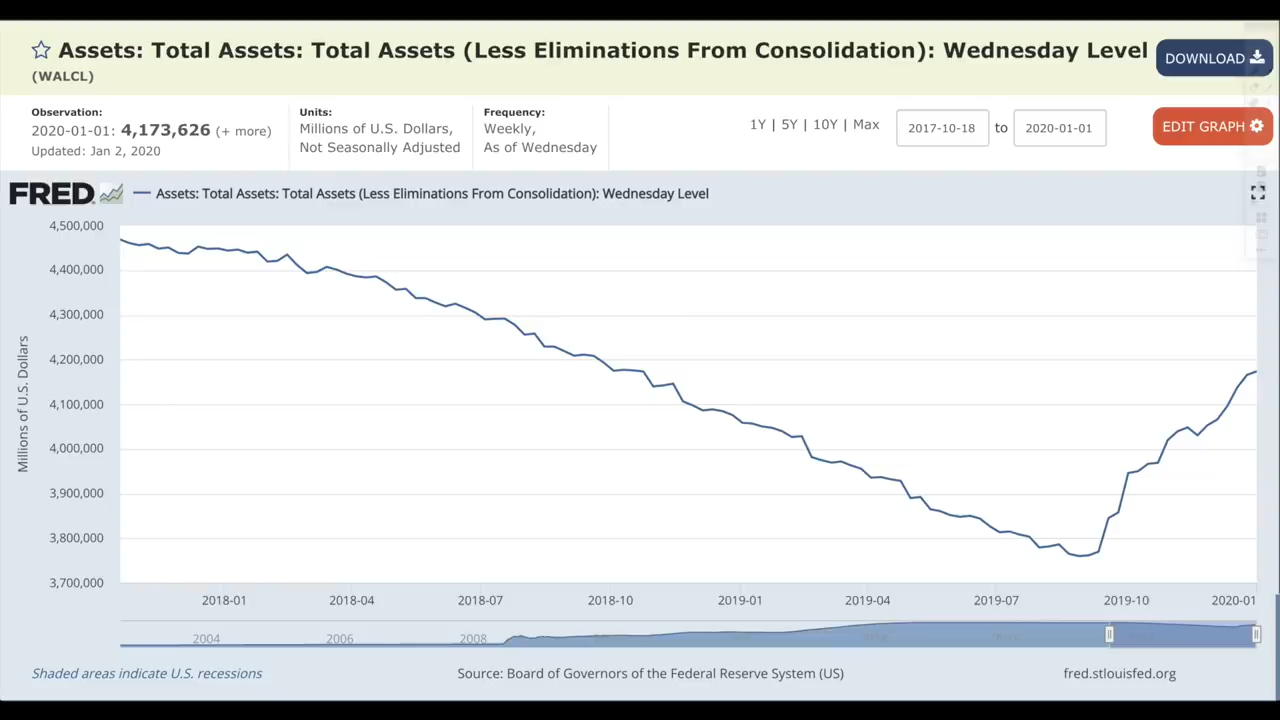 Assets: Total Assets: Total Assets (Less Eliminations From Consolidation): Wednesday Level
(WALCL)
DOWNLOAD
Observation:
2020-01-01: 4,173,626 (+ more)
Updated: Jan 2, 2020
Units:
Millions of U.S. Dollars,
Not Seasonally Adjusted
Frequency:
Weekly,
As of Wednesday
1Y | 5Y | 10Y | Max
2017-10-18 to 2020-01-01
EDIT GRAPH
FRED
Assets: Total Assets: Total Assets (Less Eliminations From Consolidation): Wednesday Level
Millions of U.S. Dollars
4,500,000
4,400,000
4,300,000
4,200,000
4,100,000
4,000,000
3,900,000
3,800,000
3,700,000
2018-01 2018-04 2018-07 2018-10 2019-01 2019-04 2019-07 2019-10 2020-01
2004 2006 2008
Shaded areas indicate U.S. recessions
Source: Board of Governors of the Federal Reserve System (US)
fred.stlouisfed.org